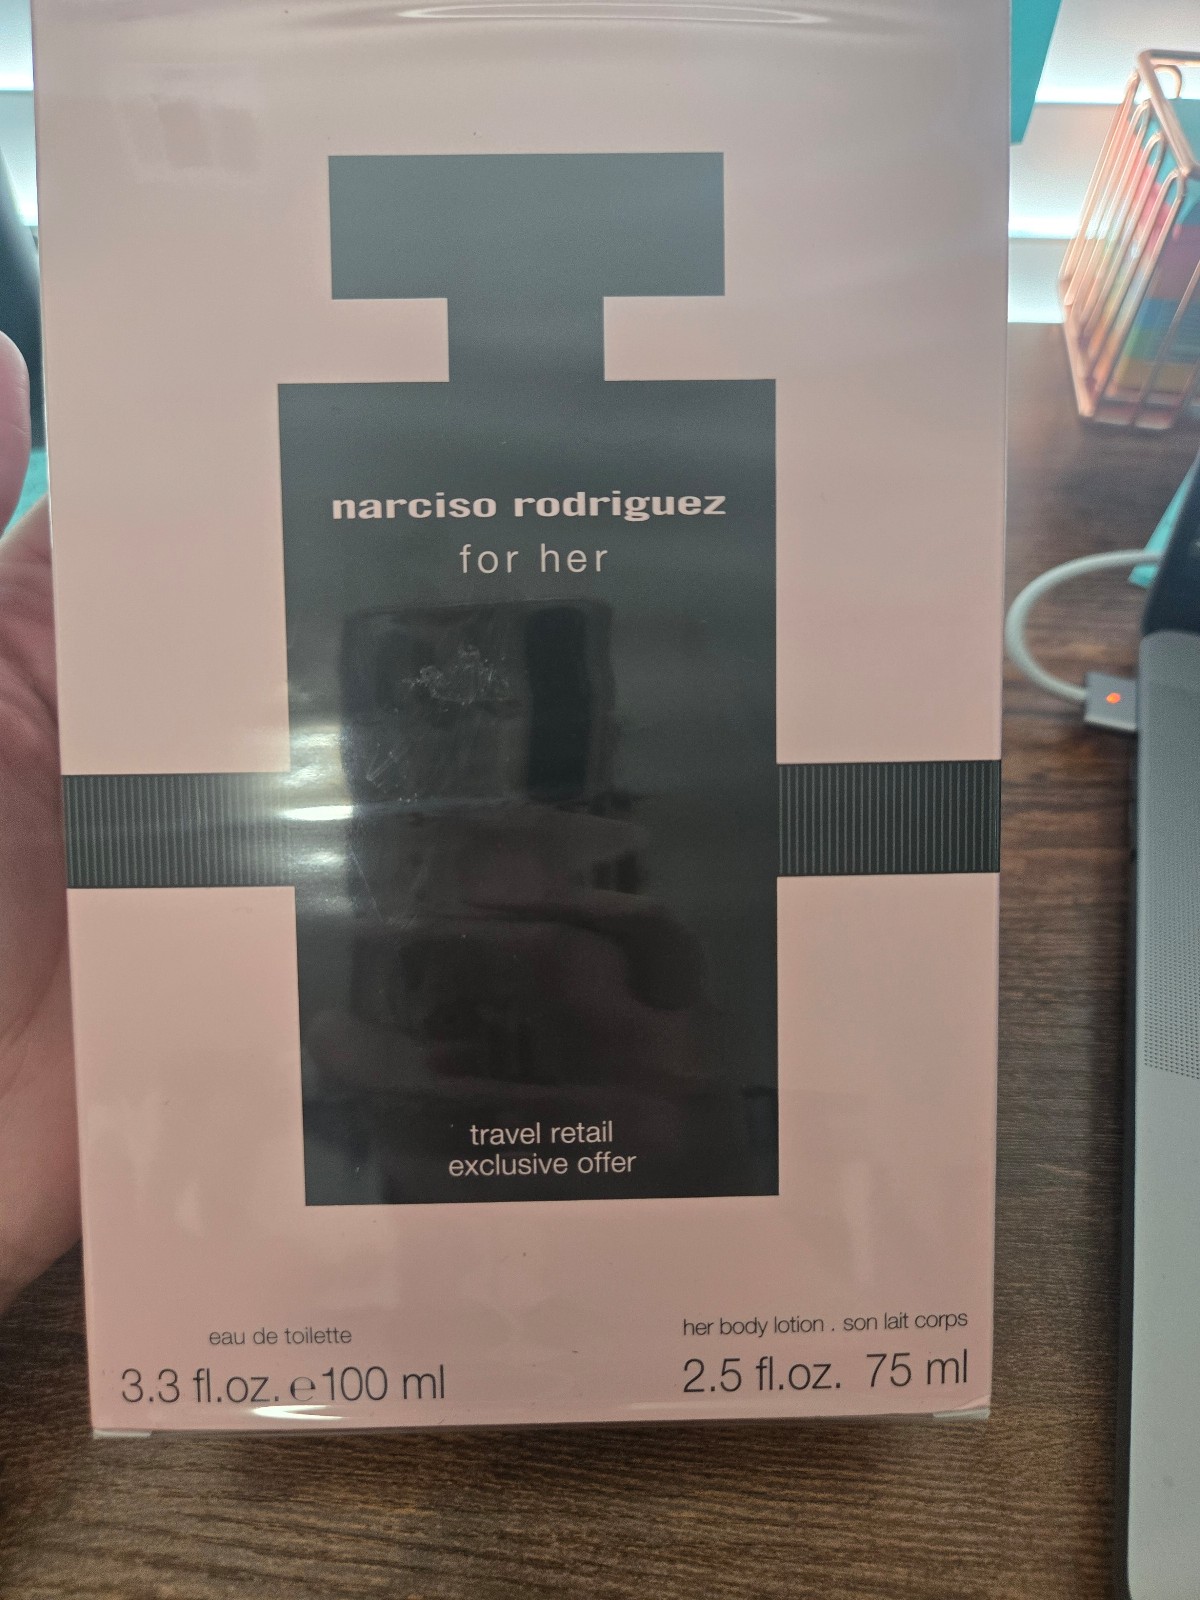 narciso rodriguez
for her
travel retail
exclusive offer
eau de toilette
3.3 fl.oz. ℮ 100 ml
her body lotion . son lait corps
2.5 fl.oz. 75 ml